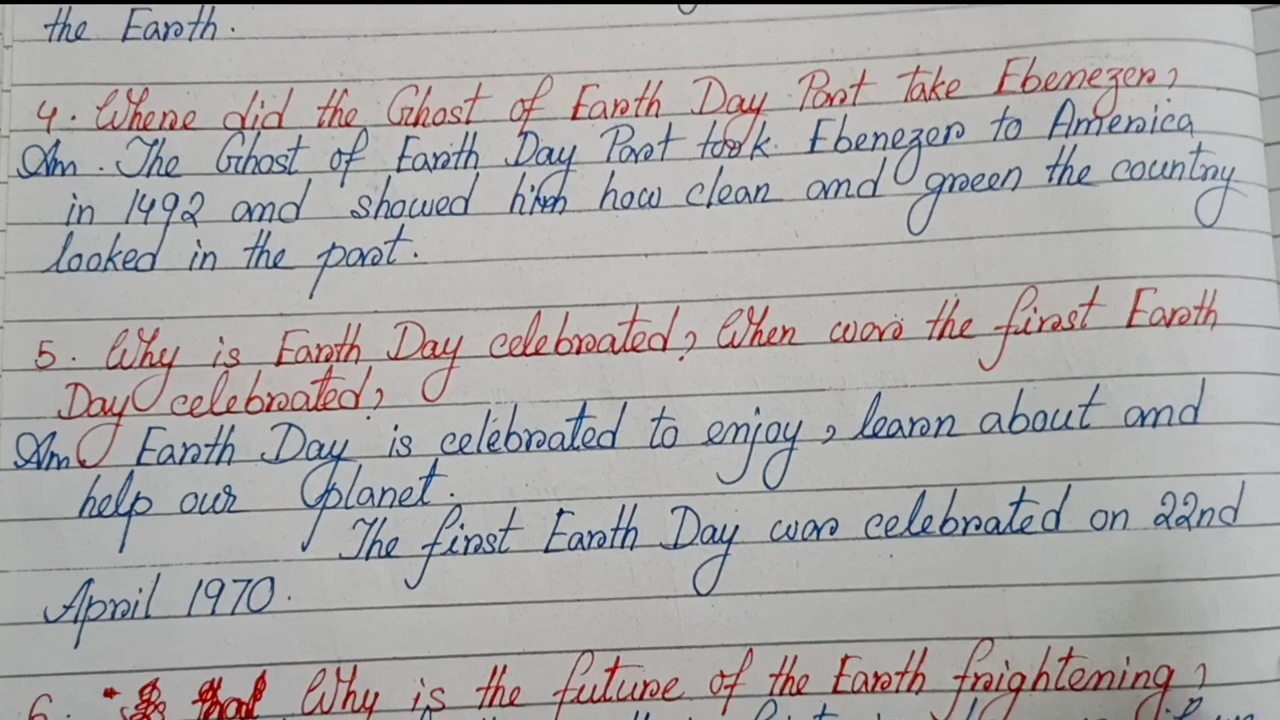 the Earth.
4. Where did the Ghost of Earth Day Past take Ebenezer?
Ans. The Ghost of Earth Day Past took Ebenezer to America
in 1492 and showed him how clean and green the country
looked in the past.
5. Why is Earth Day celebrated? When was the first Earth
Day celebrated?
Ans Earth Day is celebrated to enjoy, learn about and
help our planet.
The first Earth Day was celebrated on 22nd
April 1970.
6. Why is the future of the Earth frightening?